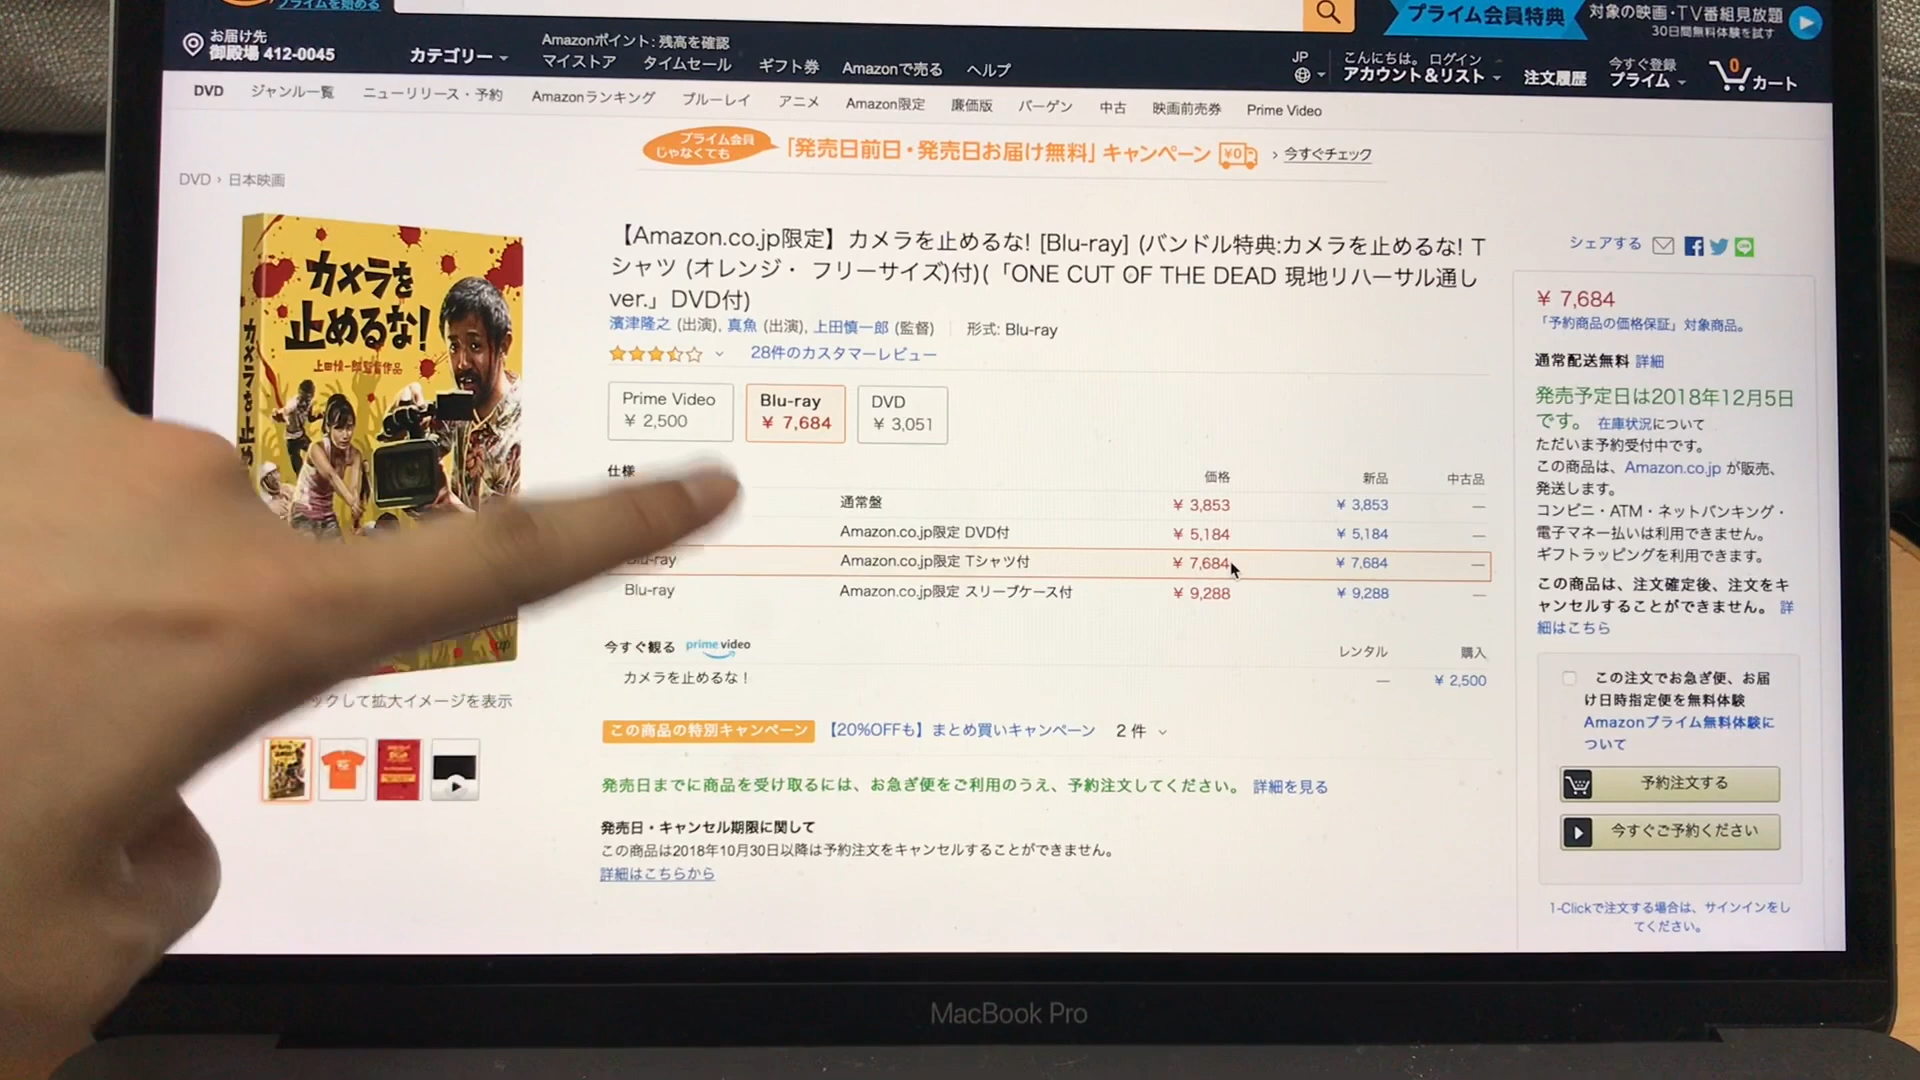 プライムを始める
プライム会員特典
対象の映画・TV番組見放題
30日間無料体験を試す
お届け先
御殿場 412-0045
カテゴリー
Amazonポイント: 残高を確認
マイストア
タイムセール
ギフト券
Amazonで売る
ヘルプ
JP
こんにちは。ログイン
アカウント&リスト
注文履歴
今すぐ登録
プライム
0
カート
DVD
ジャンル一覧
ニューリリース・予約
Amazonランキング
ブルーレイ
アニメ
Amazon限定
廉価版
バーゲン
中古
映画前売券
Prime Video
プライム会員
じゃなくても
「発売日前日・発売日お届け無料」キャンペーン
¥0
› 今すぐチェック
DVD › 日本映画
カメラを
止めるな!
上田慎一郎監督作品
【Amazon.co.jp限定】カメラを止めるな! [Blu-ray] (バンドル特典:カメラを止めるな! T
シャツ (オレンジ・ フリーサイズ)付)(「ONE CUT OF THE DEAD 現地リハーサル通し
ver.」DVD付)
濱津隆之 (出演), 真魚 (出演), 上田慎一郎 (監督)
形式: Blu-ray
28件のカスタマーレビュー
Prime Video
¥ 2,500
Blu-ray
¥ 7,684
DVD
¥ 3,051
仕様
価格
新品
中古品
通常盤
¥ 3,853
¥ 3,853
—
Amazon.co.jp限定 DVD付
¥ 5,184
¥ 5,184
—
Blu-ray
Amazon.co.jp限定 Tシャツ付
¥ 7,684
¥ 7,684
—
Blu-ray
Amazon.co.jp限定 スリーブケース付
¥ 9,288
¥ 9,288
—
今すぐ観る
prime video
レンタル
購入
カメラを止めるな!
—
¥ 2,500
この商品の特別キャンペーン
【20%OFFも】まとめ買いキャンペーン
2 件
発売日までに商品を受け取るには、お急ぎ便をご利用のうえ、予約注文してください。 詳細を見る
発売日・キャンセル期限に関して
この商品は2018年10月30日以降は予約注文をキャンセルすることができません。
詳細はこちらから
ックして拡大イメージを表示
シェアする
¥ 7,684
「予約商品の価格保証」対象商品。
通常配送無料 詳細
発売予定日は2018年12月5日
です。 在庫状況について
ただいま予約受付中です。
この商品は、Amazon.co.jp が販売、
発送します。
コンビニ・ATM・ネットバンキング・
電子マネー払いは利用できません。
ギフトラッピングを利用できます。
この商品は、注文確定後、注文をキ
ャンセルすることができません。 詳
細はこちら
この注文でお急ぎ便、お届
け日時指定便を無料体験
Amazonプライム無料体験に
ついて
予約注文する
今すぐご予約ください
1-Clickで注文する場合は、サインインをし
てください。
MacBook Pro